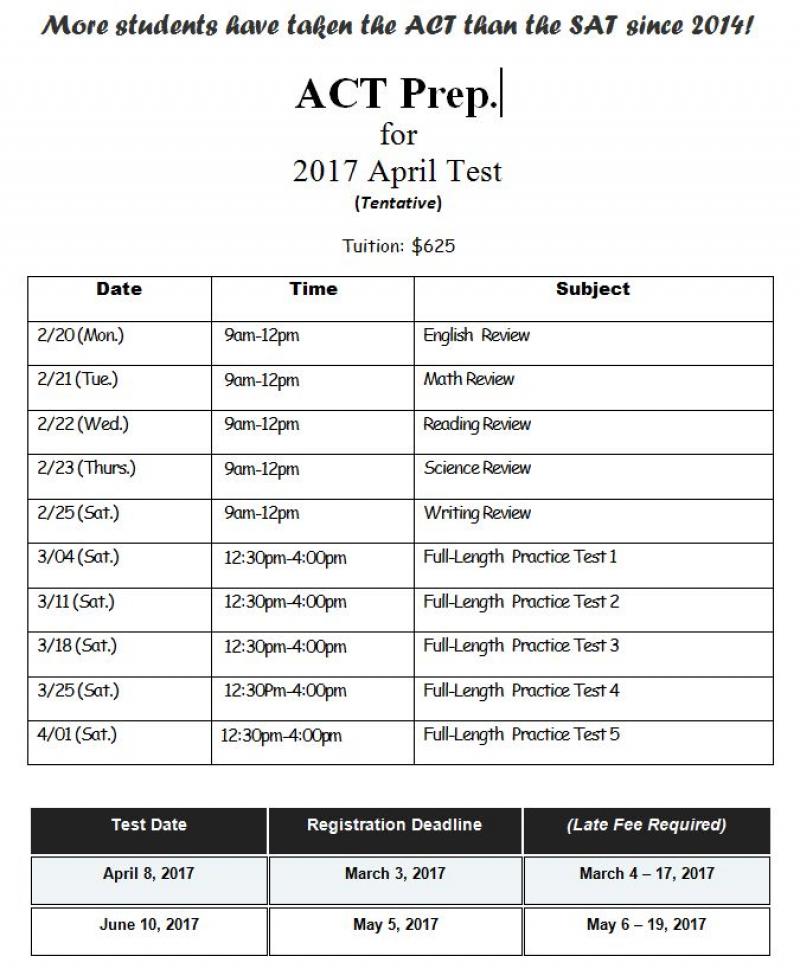 More students have taken the ACT than the SAT since 2014!
ACT Prep.
for
2017 April Test
(Tentative)
Tuition: $625
Date Time Subject
2/20 (Mon.) 9am-12pm English Review
2/21 (Tue.) 9am-12pm Math Review
2/22 (Wed.) 9am-12pm Reading Review
2/23 (Thurs.) 9am-12pm Science Review
2/25 (Sat.) 9am-12pm Writing Review
3/04 (Sat.) 12:30pm-4:00pm Full-Length Practice Test 1
3/11 (Sat.) 12:30pm-4:00pm Full-Length Practice Test 2
3/18 (Sat.) 12:30pm-4:00pm Full-Length Practice Test 3
3/25 (Sat.) 12:30Pm-4:00pm Full-Length Practice Test 4
4/01 (Sat.) 12:30pm-4:00pm Full-Length Practice Test 5
Test Date Registration Deadline (Late Fee Required)
April 8, 2017 March 3, 2017 March 4 – 17, 2017
June 10, 2017 May 5, 2017 May 6 – 19, 2017